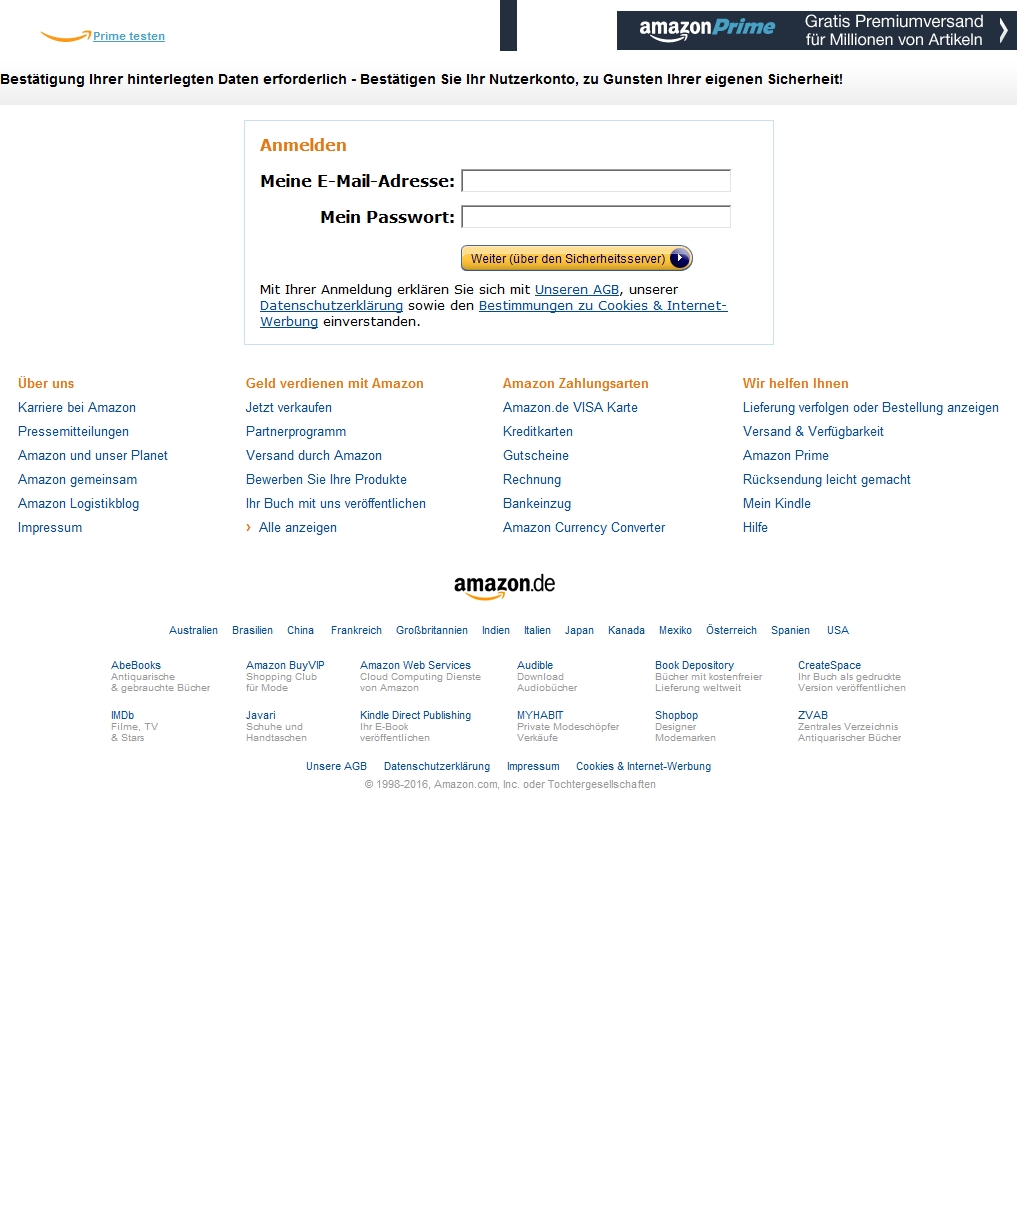 Prime testen
amazonPrime
Gratis Premiumversand
für Millionen von Artikeln
Bestätigung Ihrer hinterlegten Daten erforderlich - Bestätigen Sie Ihr Nutzerkonto, zu Gunsten Ihrer eigenen Sicherheit!
Anmelden
Meine E-Mail-Adresse:
Mein Passwort:
Weiter (über den Sicherheitsserver)
Mit Ihrer Anmeldung erklären Sie sich mit Unseren AGB, unserer
Datenschutzerklärung sowie den Bestimmungen zu Cookies & Internet-
Werbung einverstanden.
Über uns
Karriere bei Amazon
Pressemitteilungen
Amazon und unser Planet
Amazon gemeinsam
Amazon Logistikblog
Impressum
Geld verdienen mit Amazon
Jetzt verkaufen
Partnerprogramm
Versand durch Amazon
Bewerben Sie Ihre Produkte
Ihr Buch mit uns veröffentlichen
› Alle anzeigen
Amazon Zahlungsarten
Amazon.de VISA Karte
Kreditkarten
Gutscheine
Rechnung
Bankeinzug
Amazon Currency Converter
Wir helfen Ihnen
Lieferung verfolgen oder Bestellung anzeigen
Versand & Verfügbarkeit
Amazon Prime
Rücksendung leicht gemacht
Mein Kindle
Hilfe
amazon.de
Australien Brasilien China Frankreich Großbritannien Indien Italien Japan Kanada Mexiko Österreich Spanien USA
AbeBooks
Antiquarische
& gebrauchte Bücher
Amazon BuyVIP
Shopping Club
für Mode
Amazon Web Services
Cloud Computing Dienste
von Amazon
Audible
Download
Audiobücher
Book Depository
Bücher mit kostenfreier
Lieferung weltweit
CreateSpace
Ihr Buch als gedruckte
Version veröffentlichen
IMDb
Filme, TV
& Stars
Javari
Schuhe und
Handtaschen
Kindle Direct Publishing
Ihr E-Book
veröffentlichen
MYHABIT
Private Modeschöpfer
Verkäufe
Shopbop
Designer
Modemarken
ZVAB
Zentrales Verzeichnis
Antiquarischer Bücher
Unsere AGB Datenschutzerklärung Impressum Cookies & Internet-Werbung
© 1998-2016, Amazon.com, Inc. oder Tochtergesellschaften